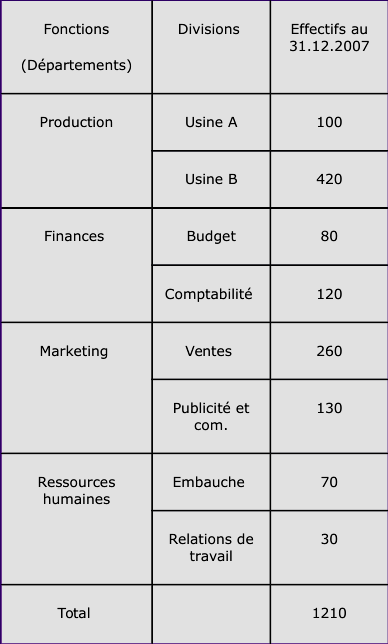 Fonctions Divisions Effectifs au
31.12.2007
(Départements)
Production Usine A 100
Usine B 420
Finances Budget 80
Comptabilité 120
Marketing Ventes 260
Publicité et 130
com.
Ressources Embauche 70
humaines
Relations de 30
travail
Total 1210